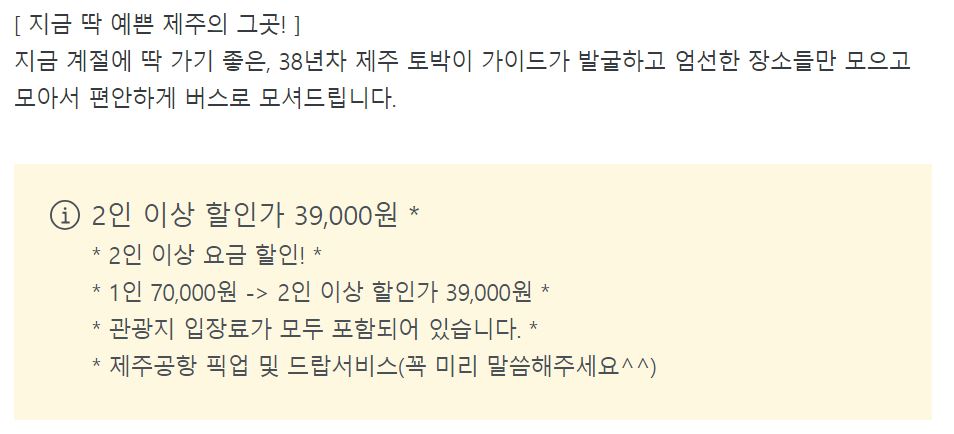 [ 지금 딱 예쁜 제주의 그곳! ]
지금 계절에 딱 가기 좋은, 38년차 제주 토박이 가이드가 발굴하고 엄선한 장소들만 모으고
모아서 편안하게 버스로 모셔드립니다.
2인 이상 할인가 39,000원 *
* 2인 이상 요금 할인! *
* 1인 70,000원 -> 2인 이상 할인가 39,000원 *
* 관광지 입장료가 모두 포함되어 있습니다. *
* 제주공항 픽업 및 드랍서비스(꼭 미리 말씀해주세요^^)